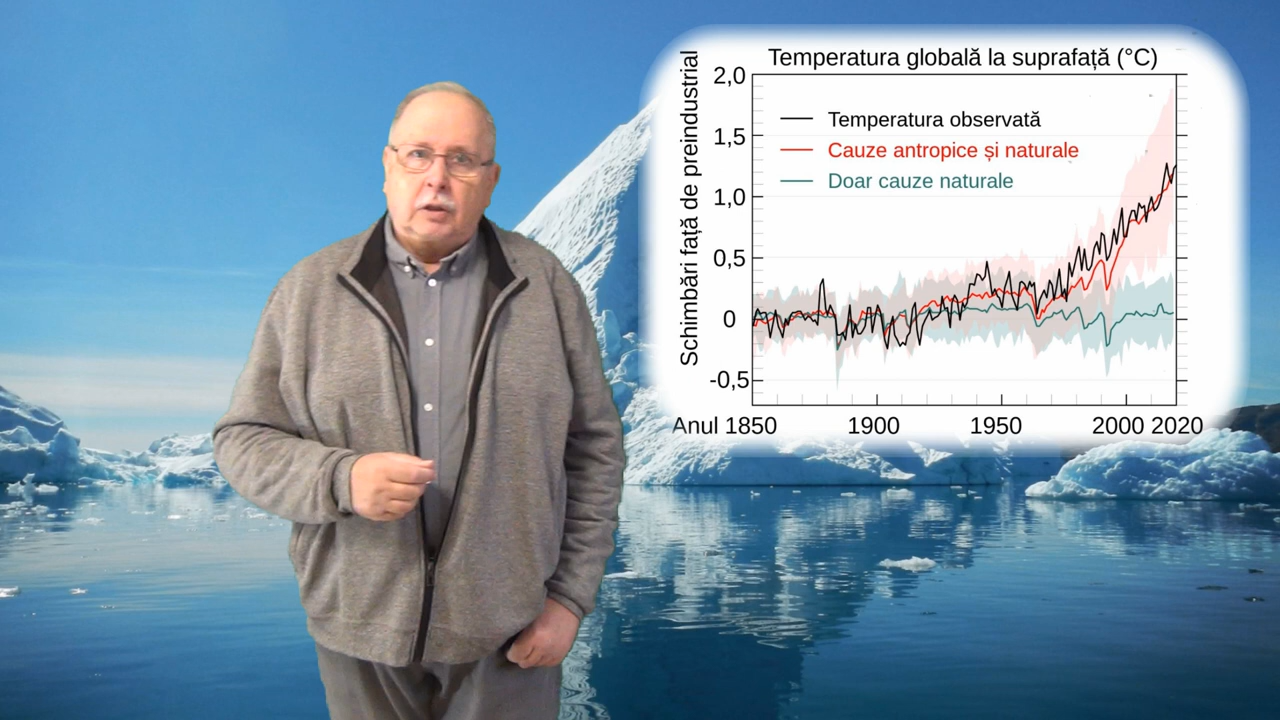 Temperatura globală la suprafață (°C)
Schimbări față de preindustrial
2,0
1,5
1,0
0,5
0
-0,5
Temperatura observată
Cauze antropice și naturale
Doar cauze naturale
Anul 1850 1900 1950 2000 2020